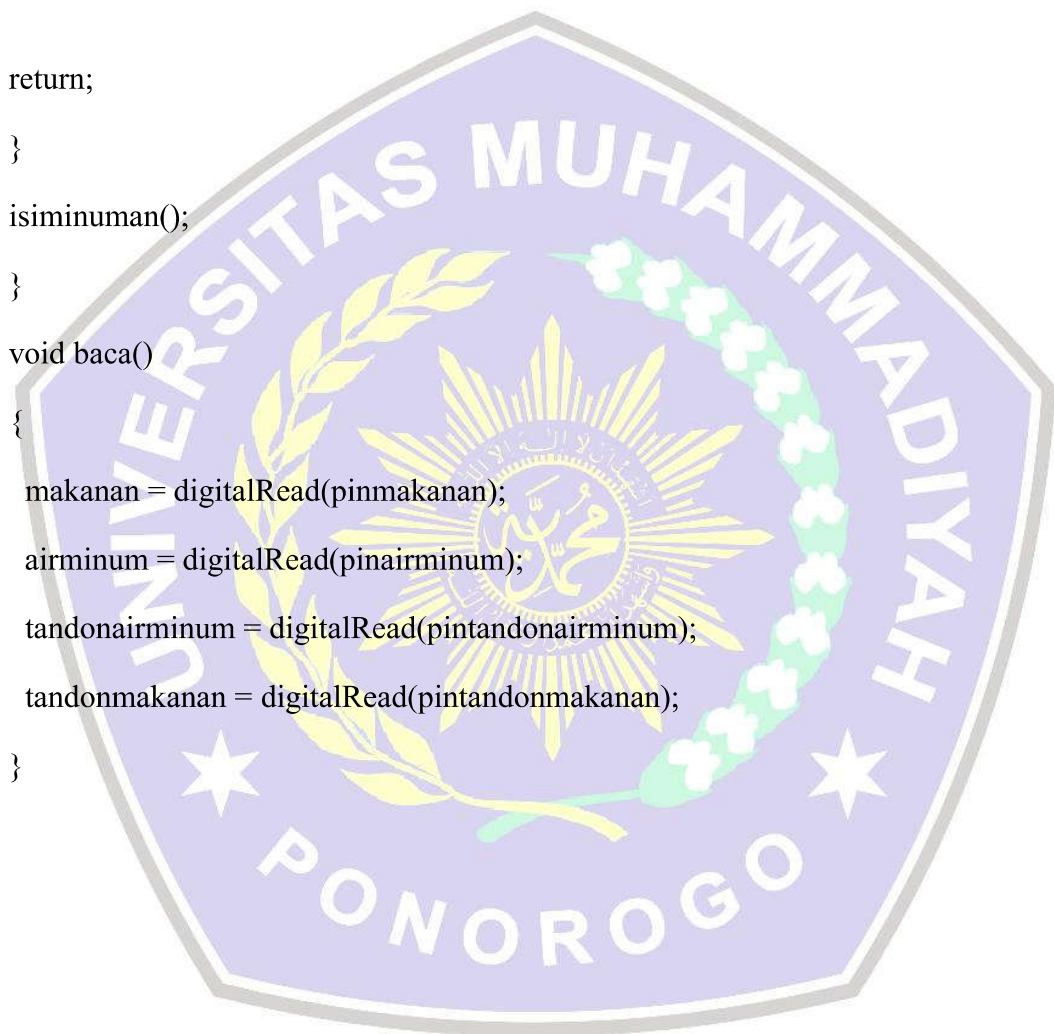 return;
}
isiminuman();
}
void baca()
{
makanan = digitalRead(pinmakanan);
airminum = digitalRead(pinairminum);
tandonairminum = digitalRead(pintandonairminum);
tandonmakanan = digitalRead(pintandonmakanan);
}
UNIVERSITAS MUHAMMADIYAH
PONOROGO
محمد